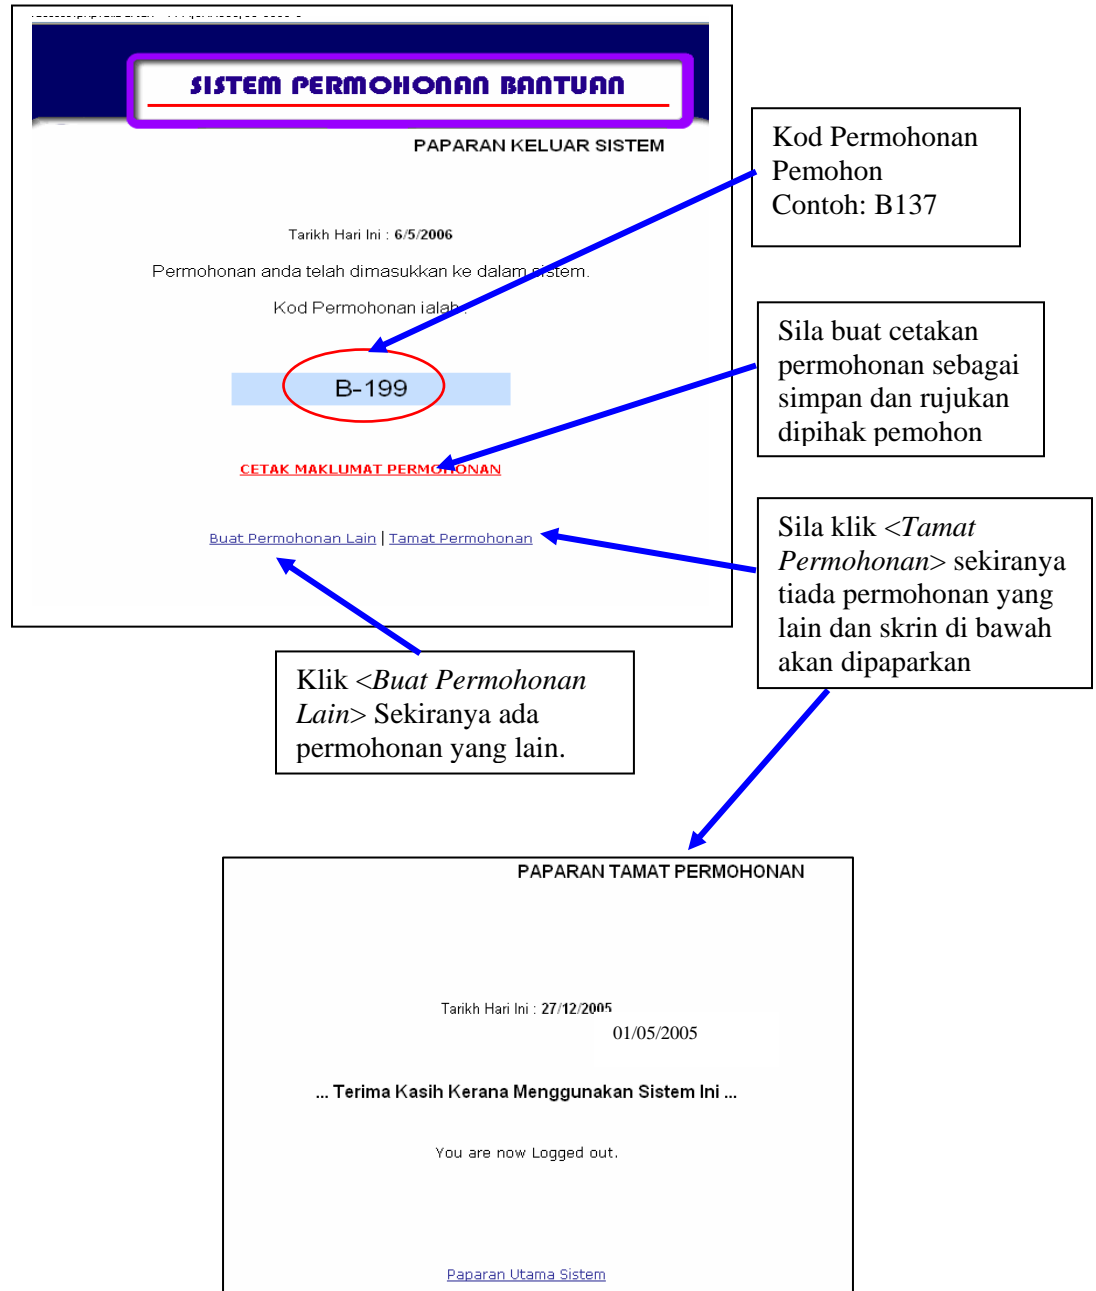 SISTEM PERMOHONAN BANTUAN
PAPARAN KELUAR SISTEM
Tarikh Hari Ini : 6/5/2006
Permohonan anda telah dimasukkan ke dalam sistem.
Kod Permohonan ialah :
B-199
CETAK MAKLUMAT PERMOHONAN
Buat Permohonan Lain | Tamat Permohonan
Kod Permohonan
Pemohon
Contoh: B137
Sila buat cetakan
permohonan sebagai
simpan dan rujukan
dipihak pemohon
Sila klik <Tamat
Permohonan> sekiranya
tiada permohonan yang
lain dan skrin di bawah
akan dipaparkan
Klik <Buat Permohonan
Lain> Sekiranya ada
permohonan yang lain.
PAPARAN TAMAT PERMOHONAN
Tarikh Hari Ini : 27/12/2005
01/05/2005
... Terima Kasih Kerana Menggunakan Sistem Ini ...
You are now Logged out.
Paparan Utama Sistem